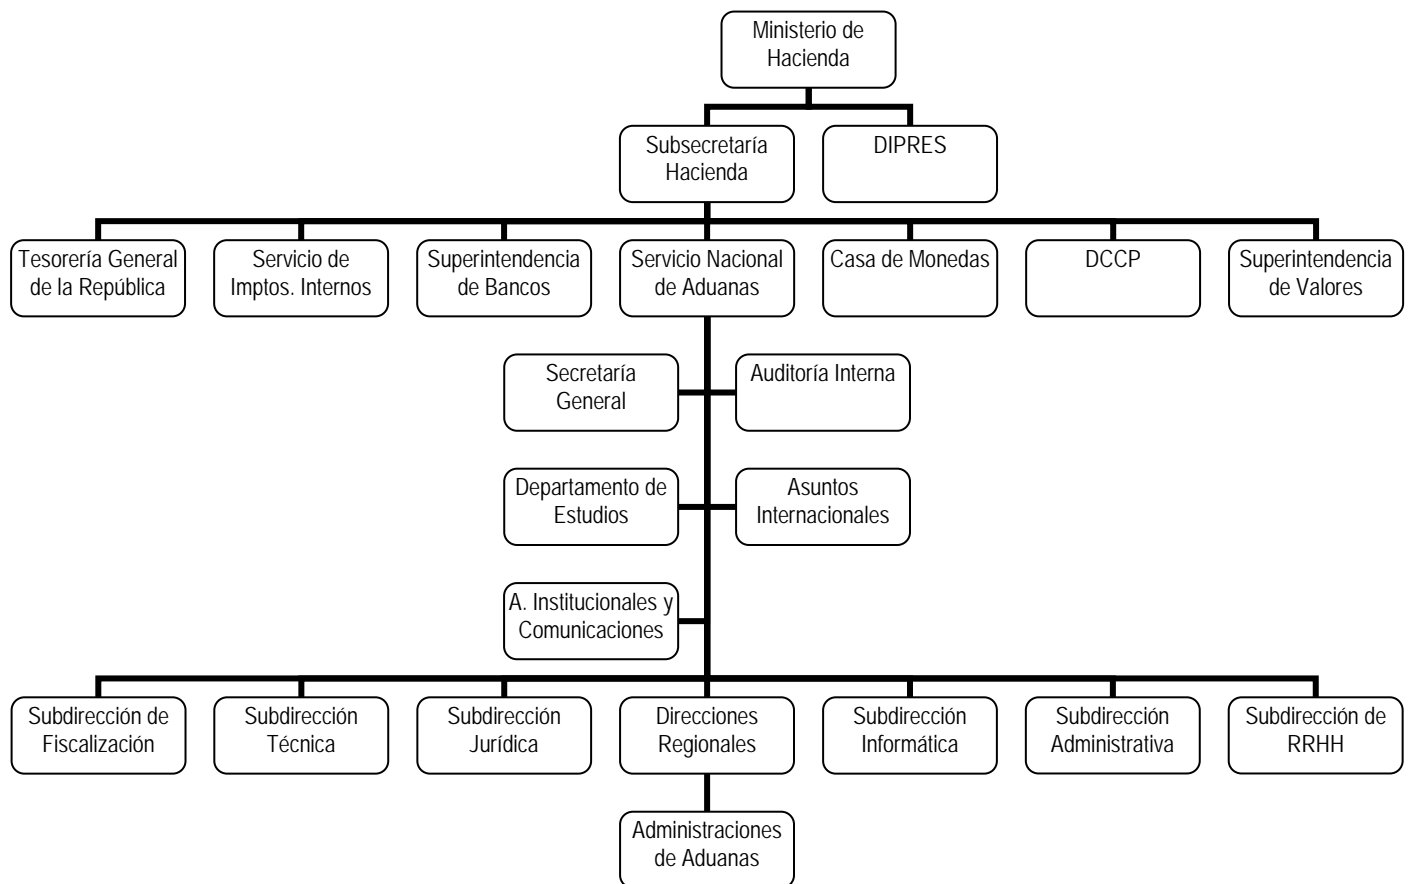 Ministerio de
Hacienda
Subsecretaría
Hacienda
DIPRES
Tesorería General
de la República
Servicio de
Imptos. Internos
Superintendencia
de Bancos
Servicio Nacional
de Aduanas
Casa de Monedas
DCCP
Superintendencia
de Valores
Secretaría
General
Auditoría Interna
Departamento de
Estudios
Asuntos
Internacionales
A. Institucionales y
Comunicaciones
Subdirección de
Fiscalización
Subdirección
Técnica
Subdirección
Jurídica
Direcciones
Regionales
Subdirección
Informática
Subdirección
Administrativa
Subdirección de
RRHH
Administraciones
de Aduanas